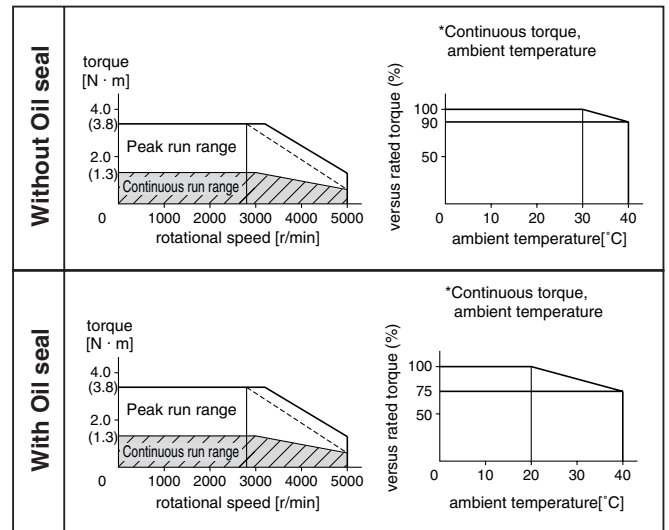 Without Oil seal
torque
[N · m]
4.0
(3.8)
2.0
(1.3)
Peak run range
Continuous run range
0 1000 2000 3000 4000 5000
rotational speed [r/min]
*Continuous torque,
ambient temperature
versus rated torque (%)
100
90
50
0 10 20 30 40
ambient temperature[˚C]
With Oil seal
torque
[N · m]
4.0
(3.8)
2.0
(1.3)
Peak run range
Continuous run range
0 1000 2000 3000 4000 5000
rotational speed [r/min]
*Continuous torque,
ambient temperature
versus rated torque (%)
100
75
50
0 10 20 30 40
ambient temperature[˚C]